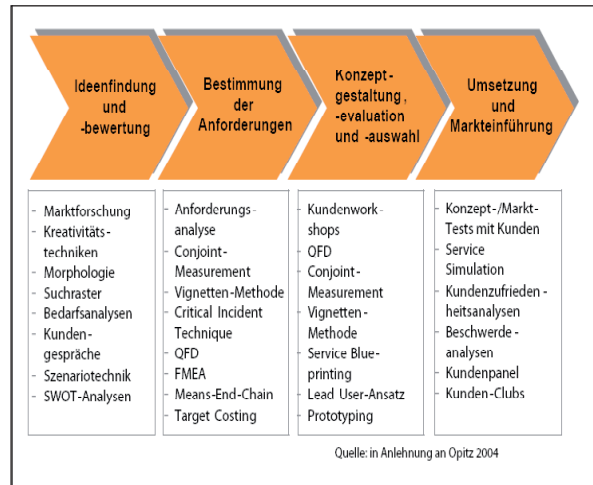 Ideenfindung
und
-bewertung
Bestimmung
der
Anforderungen
Konzept-
gestaltung,
-evaluation
und -auswahl
Umsetzung
und
Markteinführung
- Marktforschung
- Kreativitäts-
techniken
- Morphologie
- Suchraster
- Bedarfsanalysen
- Kunden-
gespräche
- Szenariotechnik
- SWOT-Analysen
- Anforderungs-
analyse
- Conjoint-
Measurement
- Vignetten-Methode
- Critical Incident
Technique
- QFD
- FMEA
- Means-End-Chain
- Target Costing
- Kundenwork-
shops
- QFD
- Conjoint-
Measurement
- Vignetten-
Methode
- Service Blue-
printing
- Lead User-Ansatz
- Prototyping
- Konzept-/Markt-
Tests mit Kunden
- Service
Simulation
- Kundenzufrieden-
heitsanalysen
- Beschwerde-
analysen
- Kundenpanel
- Kunden-Clubs
Quelle: in Anlehnung an Opitz 2004